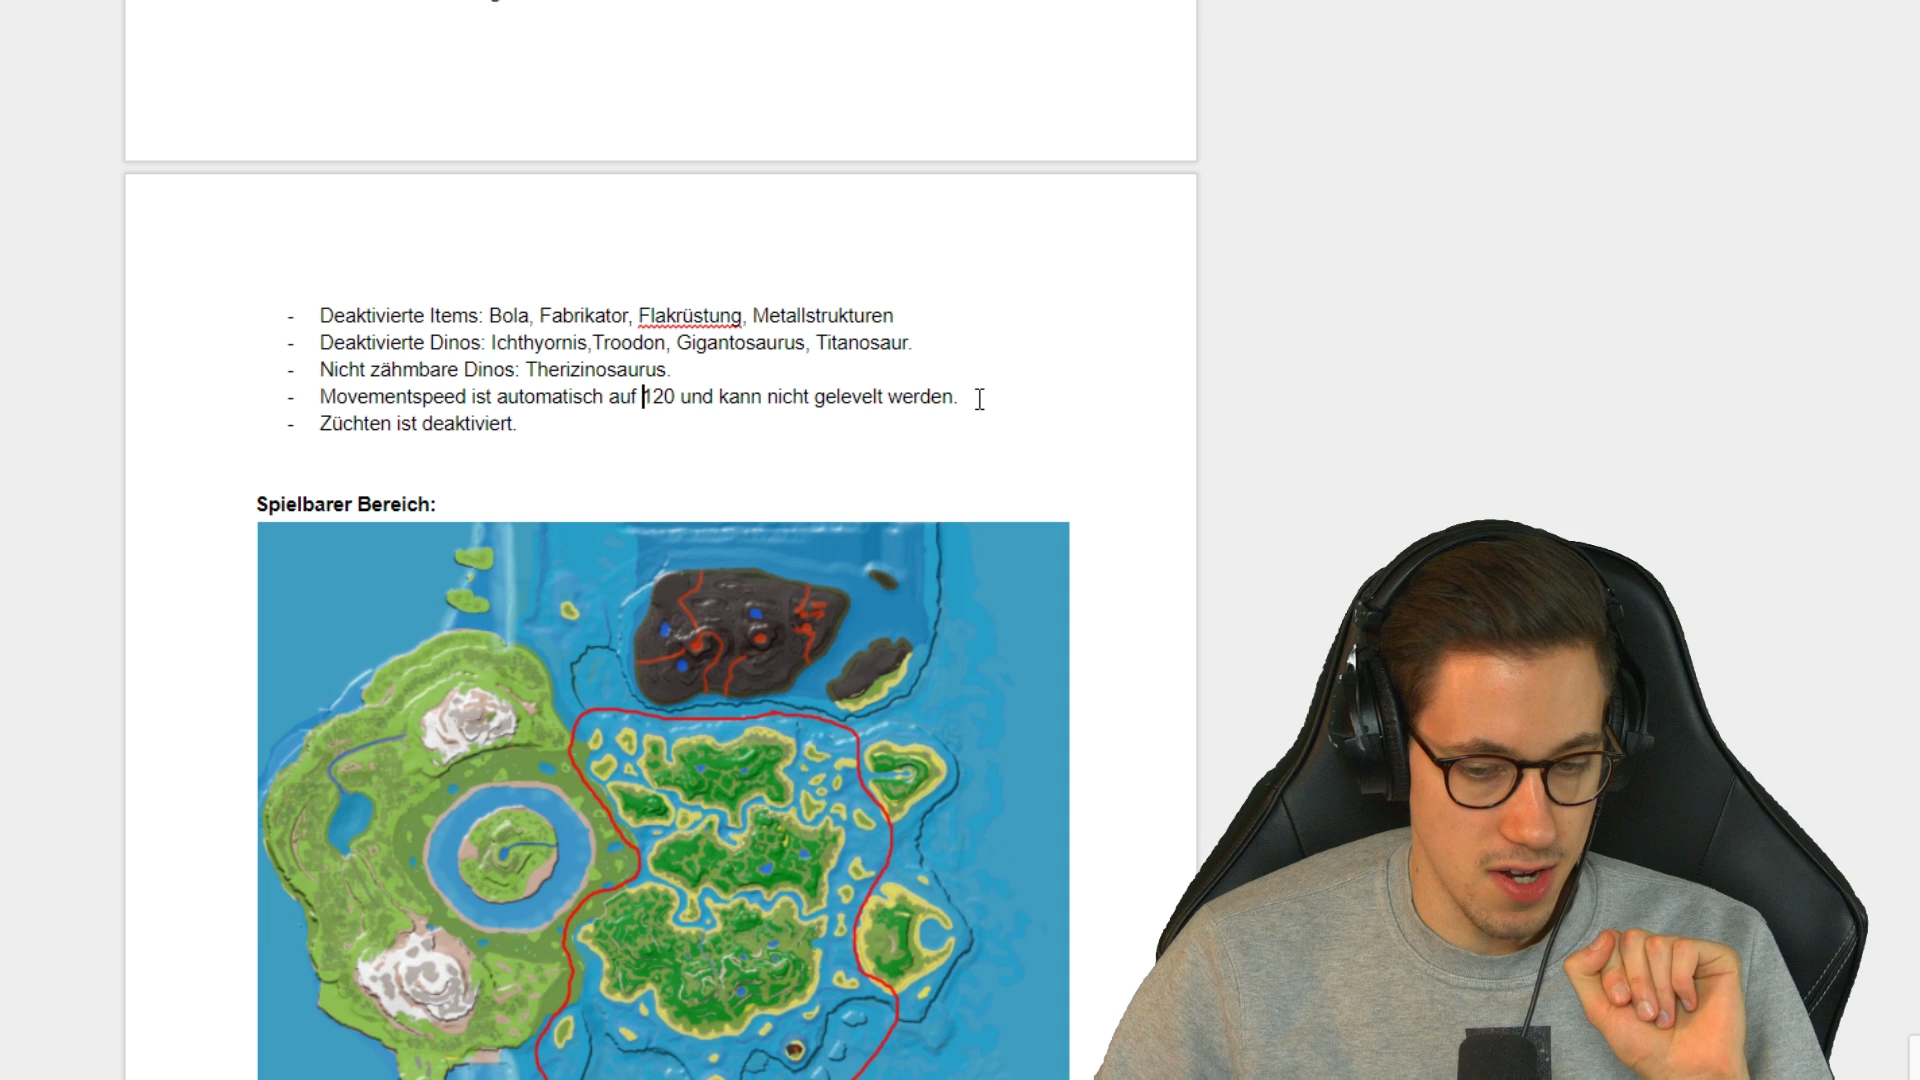 - Deaktivierte Items: Bola, Fabrikator, Flakrüstung, Metallstrukturen
- Deaktivierte Dinos: Ichthyornis,Troodon, Gigantosaurus, Titanosaur.
- Nicht zähmbare Dinos: Therizinosaurus.
- Movementspeed ist automatisch auf 120 und kann nicht gelevelt werden.
- Züchten ist deaktiviert.
Spielbarer Bereich: